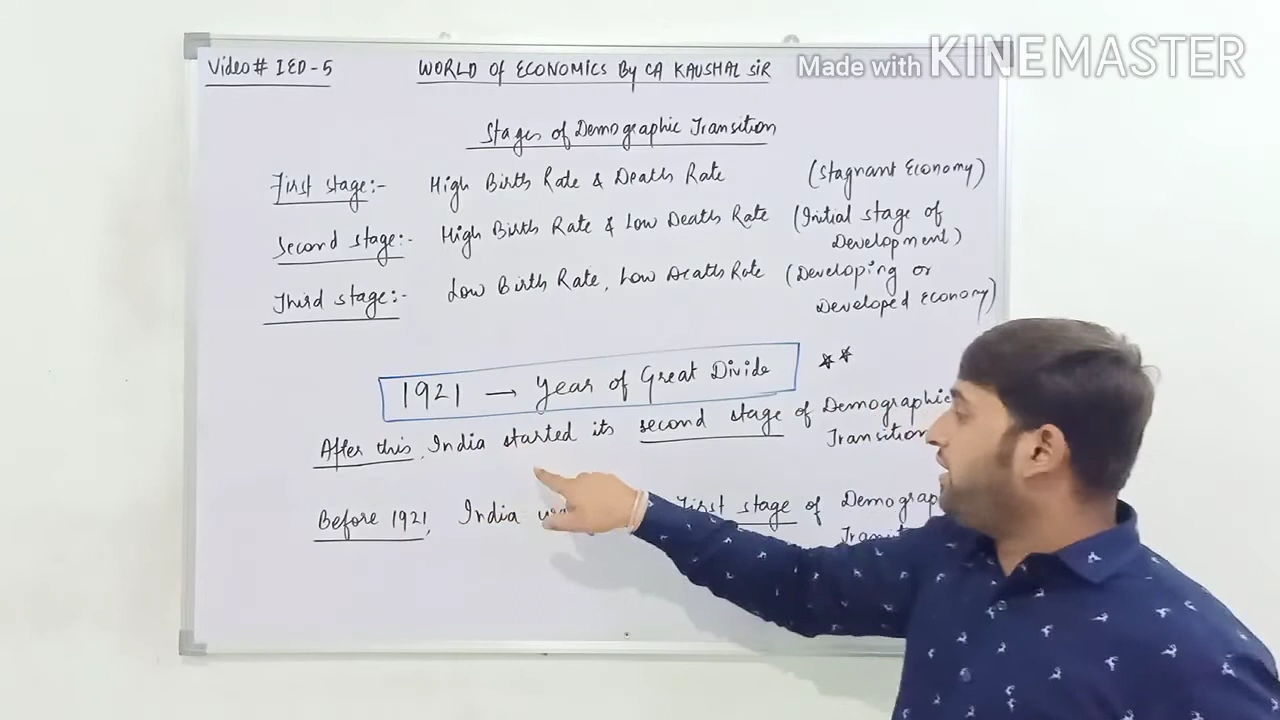 Video# IED-5
WORLD OF ECONOMICS BY CA KAUSHAL SIR
Made with KINEMASTER
Stages of Demographic Transition
First stage:- High Birth Rate & Death Rate (Stagnant Economy)
Second stage:- High Birth Rate & Low Death Rate (Initial stage of
Development)
Third stage:- Low Birth Rate, Low Death Rate (Developing or
Developed Economy)
1921 → Year of Great Divide **
After this, India started its second stage of Demographic
Transition
Before 1921, India First stage of